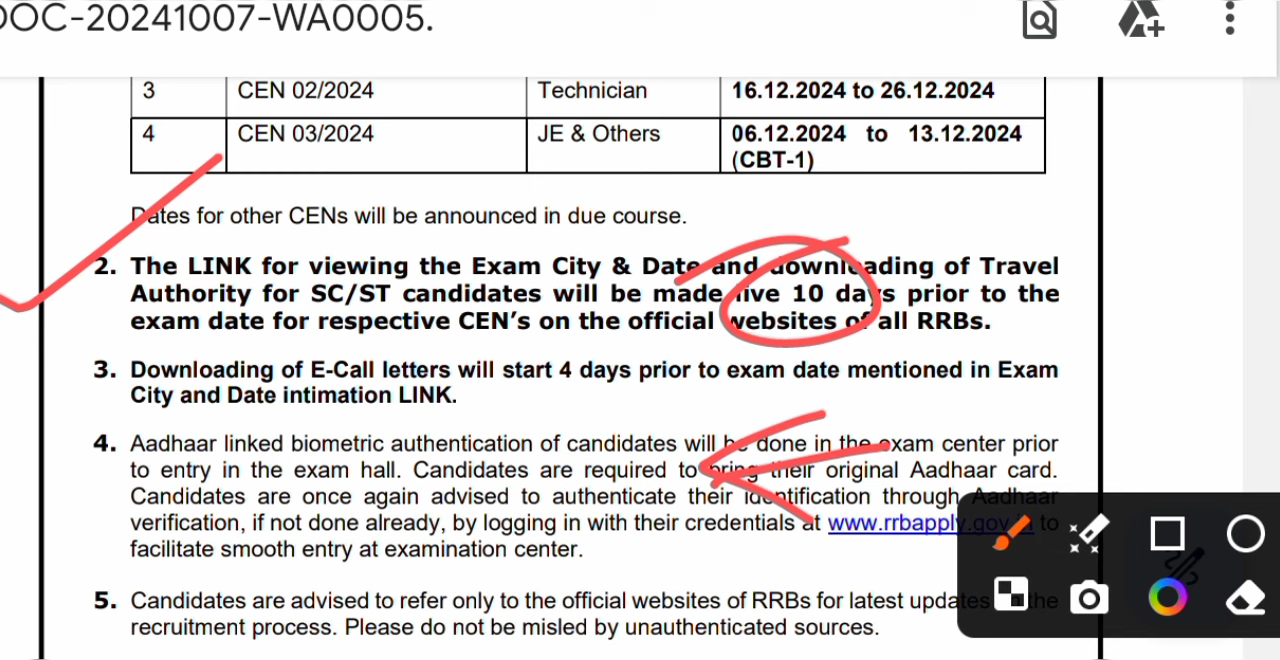 DOC-20241007-WA0005.
3 CEN 02/2024 Technician 16.12.2024 to 26.12.2024
4 CEN 03/2024 JE & Others 06.12.2024 to 13.12.2024
(CBT-1)
Dates for other CENs will be announced in due course.
2. The LINK for viewing the Exam City & Date and downloading of Travel
Authority for SC/ST candidates will be made live 10 days prior to the
exam date for respective CEN’s on the official websites of all RRBs.
3. Downloading of E-Call letters will start 4 days prior to exam date mentioned in Exam
City and Date intimation LINK.
4. Aadhaar linked biometric authentication of candidates will be done in the exam center prior
to entry in the exam hall. Candidates are required to bring their original Aadhaar card.
Candidates are once again advised to authenticate their identification through Aadhaar
verification, if not done already, by logging in with their credentials at www.rrbapply.gov.in to
facilitate smooth entry at examination center.
5. Candidates are advised to refer only to the official websites of RRBs for latest updates in the
recruitment process. Please do not be misled by unauthenticated sources.